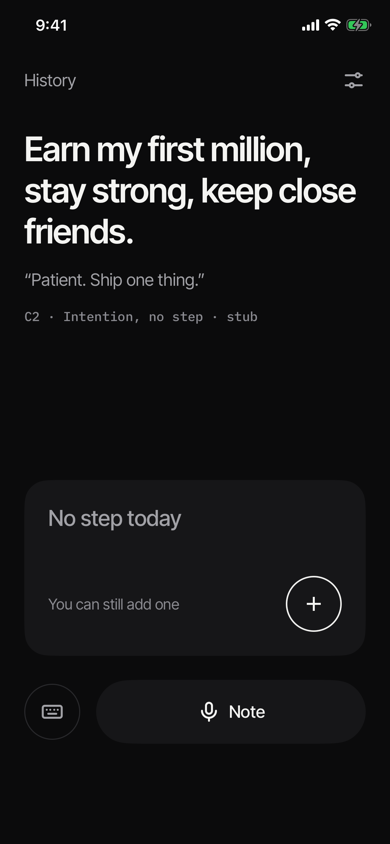 9:41
History
Earn my first million,
stay strong, keep close
friends.
“Patient. Ship one thing.”
C2 · Intention, no step · stub
No step today
You can still add one
Note